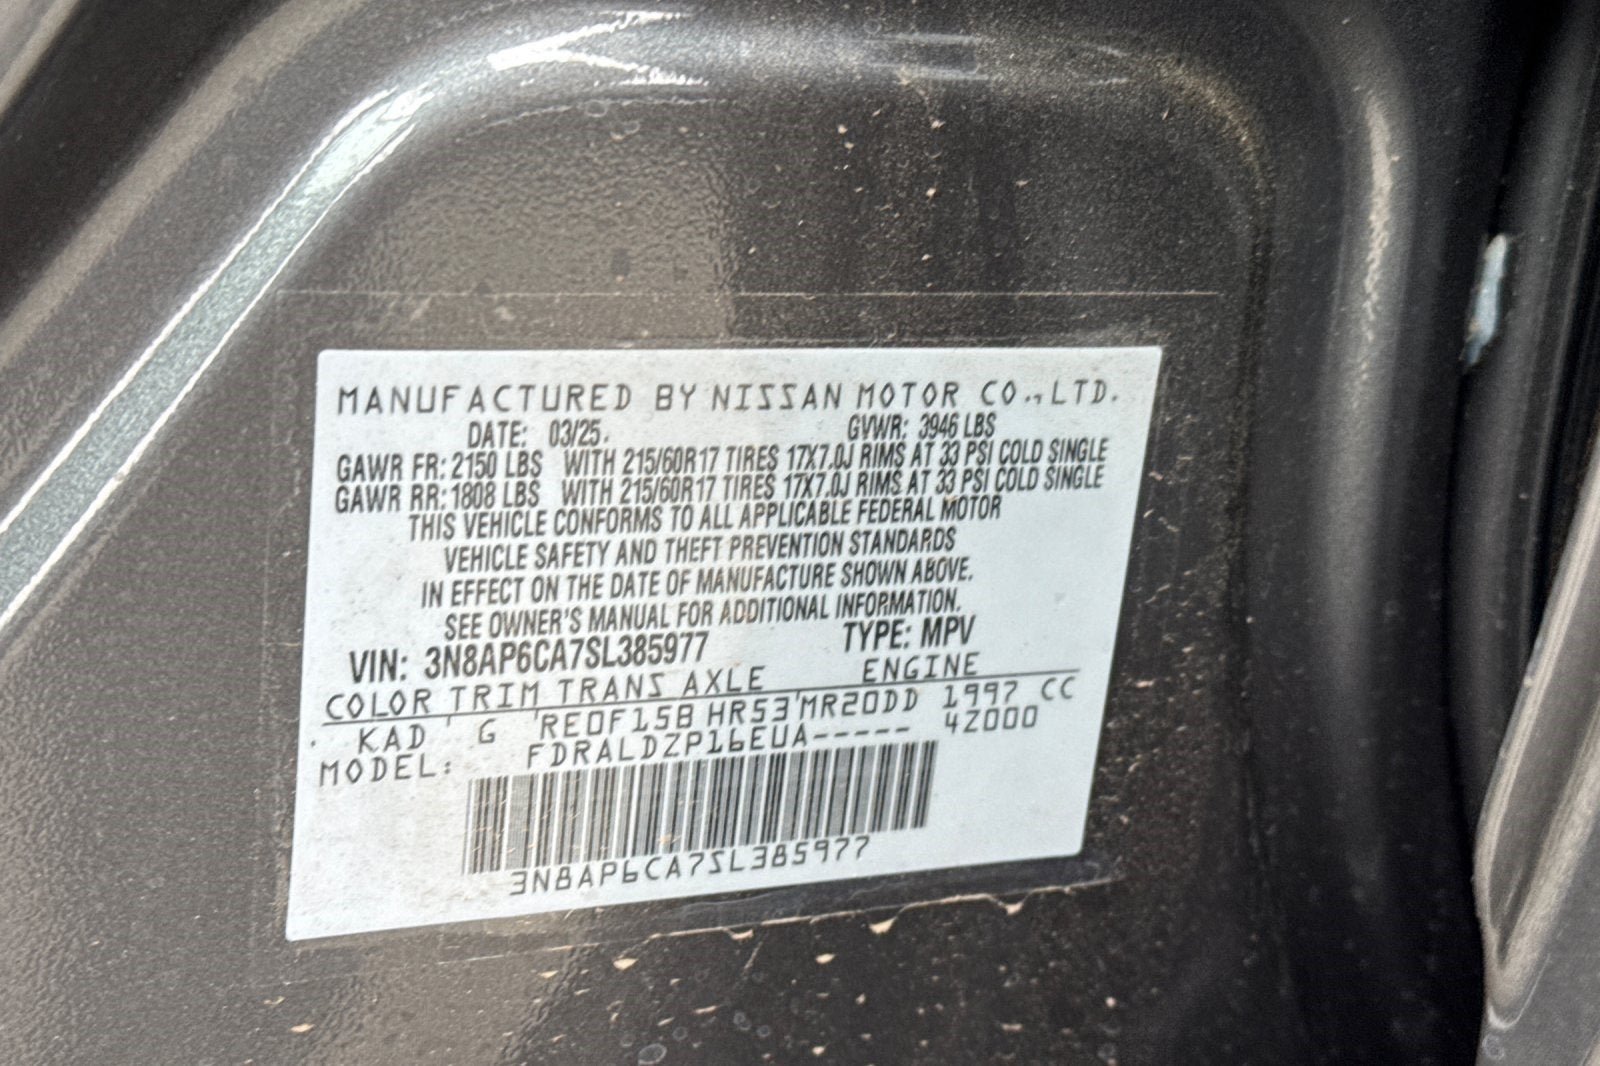 MANUFACTURED BY NISSAN MOTOR CO., LTD.
DATE: 03/25. GVWR: 3946 LBS
GAWR FR: 2150 LBS WITH 215/60R17 TIRES 17X7.0J RIMS AT 33 PSI COLD SINGLE
GAWR RR: 1808 LBS WITH 215/60R17 TIRES 17X7.0J RIMS AT 33 PSI COLD SINGLE
THIS VEHICLE CONFORMS TO ALL APPLICABLE FEDERAL MOTOR
VEHICLE SAFETY AND THEFT PREVENTION STANDARDS
IN EFFECT ON THE DATE OF MANUFACTURE SHOWN ABOVE.
SEE OWNER'S MANUAL FOR ADDITIONAL INFORMATION.
VIN: 3N8AP6CA7SL385977 TYPE: MPV
COLOR TRIM TRANS AXLE ENGINE
KAD G RE0F15B HR53 MR20DD 1997 CC
MODEL: FDRALDZP16EUA----- 42000
3N8AP6CA7SL385977